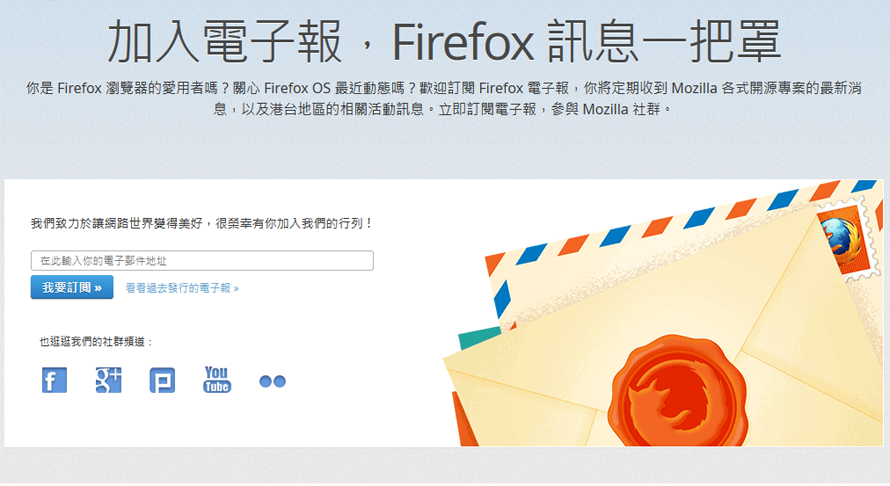 加入電子報，Firefox 訊息一把罩
你是 Firefox 瀏覽器的愛用者嗎？關心 Firefox OS 最近動態嗎？歡迎訂閱 Firefox 電子報，你將定期收到 Mozilla 各式開源專案的最新消
息，以及港台地區的相關活動訊息。立即訂閱電子報，參與 Mozilla 社群。
我們致力於讓網路世界變得美好，很榮幸有你加入我們的行列！
在此輸入你的電子郵件地址
我要訂閱 » 看看過去發行的電子報 »
也逛逛我們的社群頻道：
f g+ P You Tube